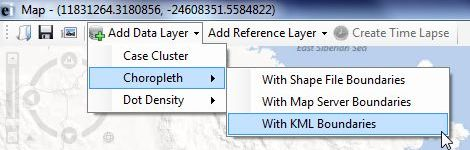 Map - (11831264.3180856, -24608351.5584822)
Add Data Layer Add Reference Layer Create Time Lapse
East Siberian Sea
Case Cluster
Choropleth
Dot Density
With Shape File Boundaries
With Map Server Boundaries
With KML Boundaries